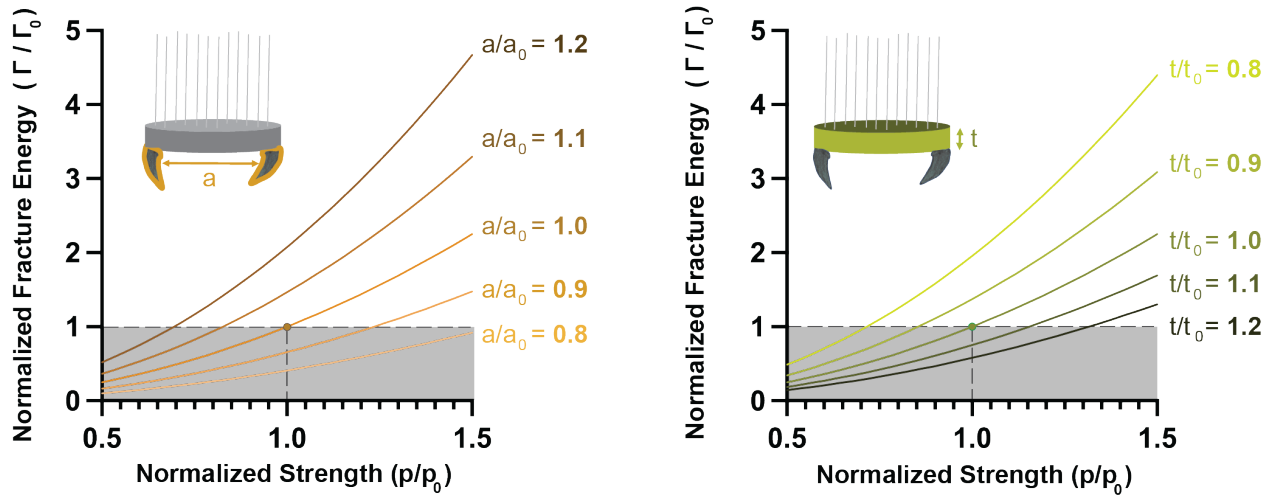 Normalized Fracture Energy ( Γ / Γ0)
5
4
3
2
1
0
0.5
1.0
1.5
Normalized Strength (p/p0)
a
a/a0 = 1.2
a/a0 = 1.1
a/a0 = 1.0
a/a0 = 0.9
a/a0 = 0.8
Normalized Fracture Energy ( Γ / Γ0)
5
4
3
2
1
0
0.5
1.0
1.5
Normalized Strength (p/p0)
t
t/t0 = 0.8
t/t0 = 0.9
t/t0 = 1.0
t/t0 = 1.1
t/t0 = 1.2